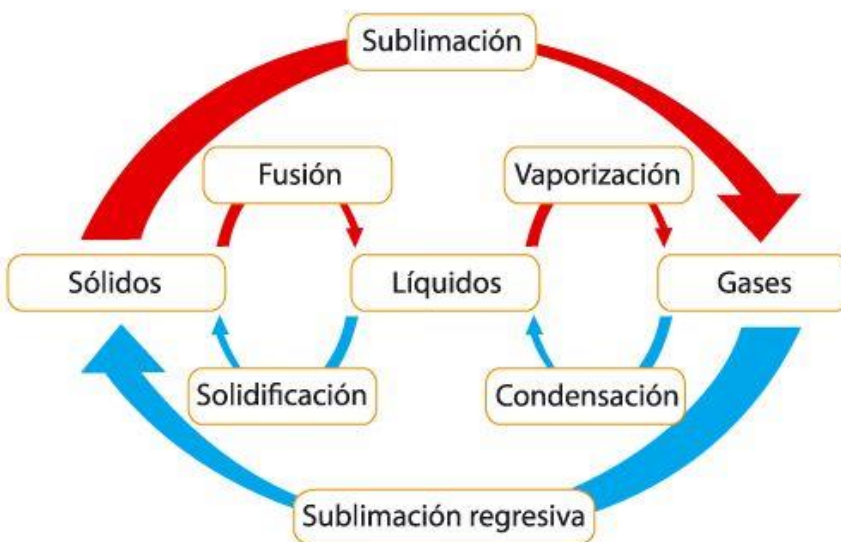 Sublimación
Fusión
Vaporización
Sólidos
Líquidos
Gases
Solidificación
Condensación
Sublimación regresiva